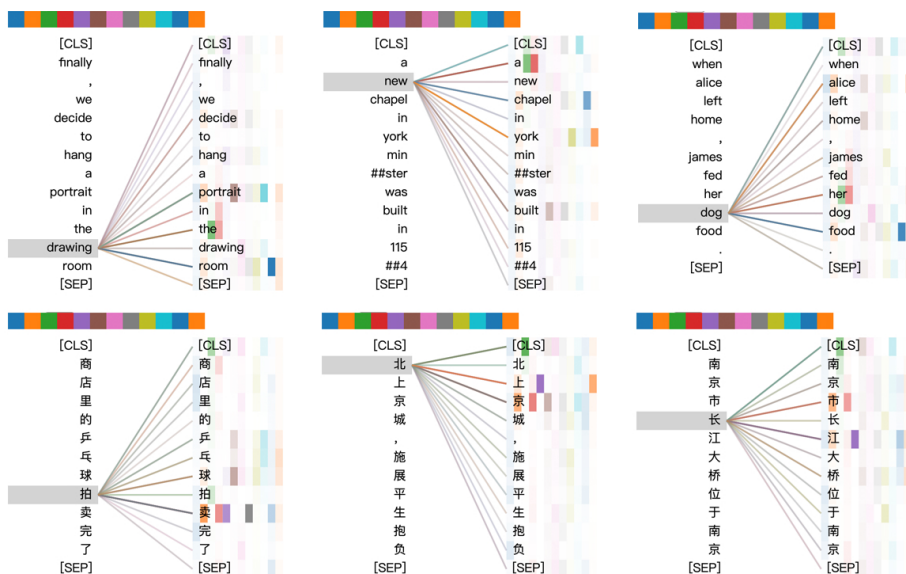 [CLS] [CLS]
finally finally
, ,
we we
decide decide
to to
hang hang
a a
portrait portrait
in in
the the
drawing drawing
room room
[SEP] [SEP]
[CLS] [CLS]
a a
new new
chapel chapel
in in
york york
min min
##ster ##ster
was was
built built
in in
115 115
##4 ##4
[SEP] [SEP]
[CLS] [CLS]
when when
alice alice
left left
home home
, ,
james james
fed fed
her her
dog dog
food food
. .
[SEP] [SEP]
[CLS] [CLS]
商 商
店 店
里 里
的 的
乒 乒
乓 乓
球 球
拍 拍
卖 卖
完 完
了 了
[SEP] [SEP]
[CLS] [CLS]
北 北
上 上
京 京
城 城
, ,
施 施
展 展
平 平
生 生
抱 抱
负 负
[SEP] [SEP]
[CLS] [CLS]
南 南
京 京
市 市
长 长
江 江
大 大
桥 桥
位 位
于 于
南 南
京 京
[SEP] [SEP]